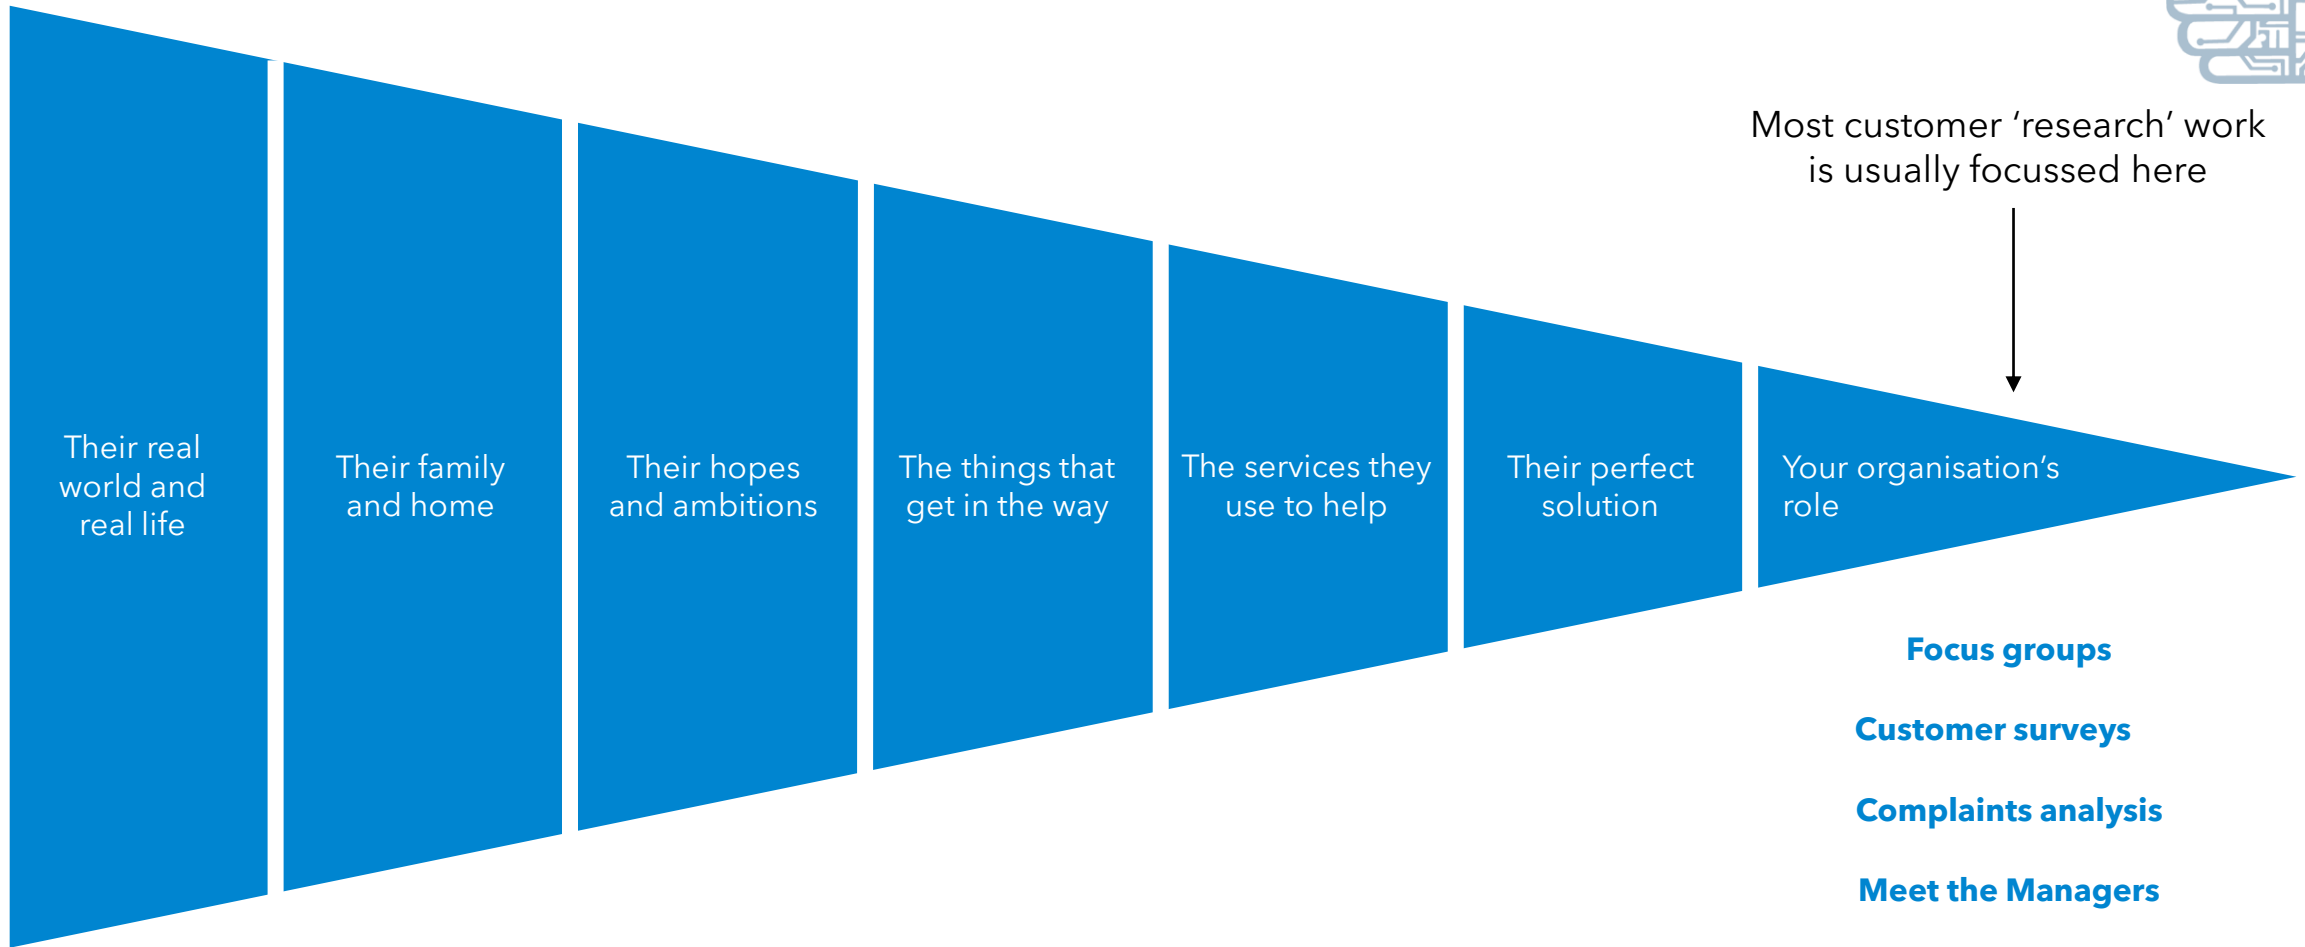 Most customer ‘research’ work
is usually focussed here
Their real
world and
real life
Their family
and home
Their hopes
and ambitions
The things that
get in the way
The services they
use to help
Their perfect
solution
Your organisation’s
role
Focus groups
Customer surveys
Complaints analysis
Meet the Managers